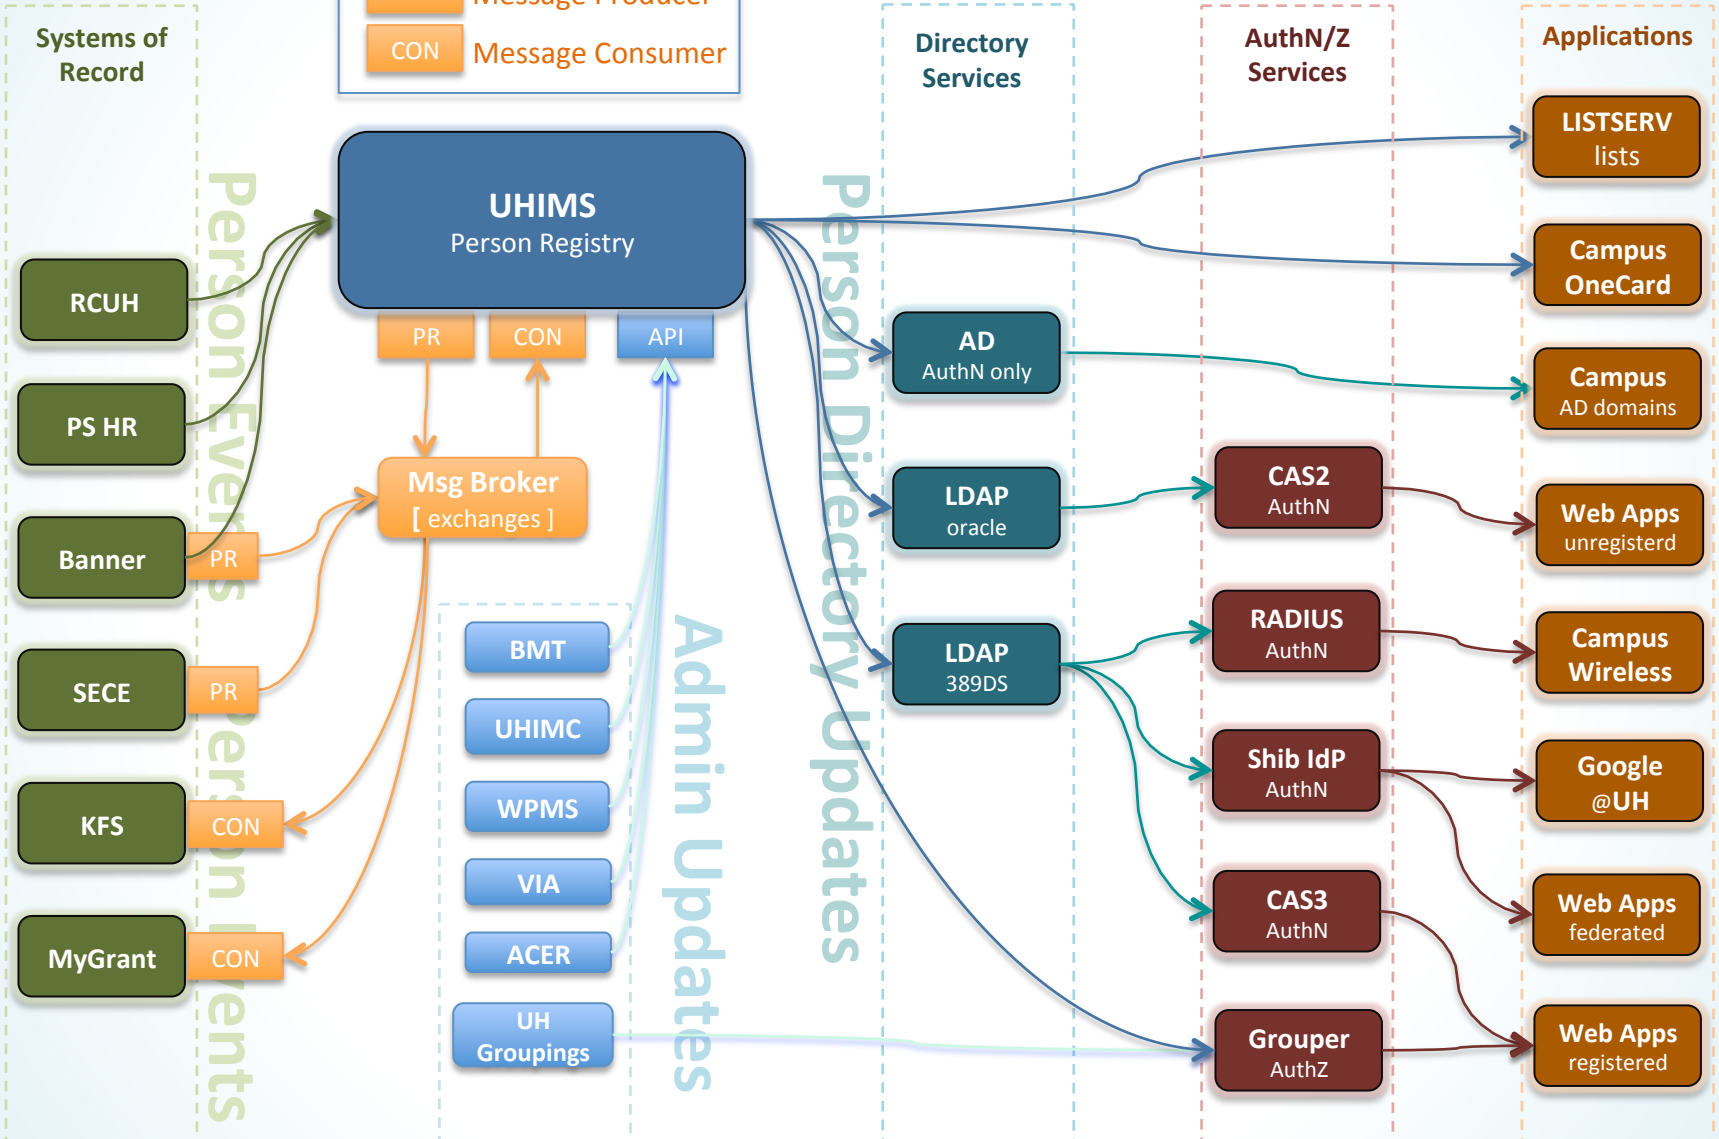 Message Producer
CON
Message Consumer
Systems of
Record
Directory
Services
AuthN/Z
Services
Applications
Person Events
Person Events
Person Directory Updates
Admin Updates
RCUH
PS HR
Banner
PR
SECE
PR
KFS
CON
MyGrant
CON
UHIMS
Person Registry
PR
CON
API
Msg Broker
[ exchanges ]
BMT
UHIMC
WPMS
VIA
ACER
UH
Groupings
AD
AuthN only
LDAP
oracle
LDAP
389DS
CAS2
AuthN
RADIUS
AuthN
Shib IdP
AuthN
CAS3
AuthN
Grouper
AuthZ
LISTSERV
lists
Campus
OneCard
Campus
AD domains
Web Apps
unregisterd
Campus
Wireless
Google
@UH
Web Apps
federated
Web Apps
registered